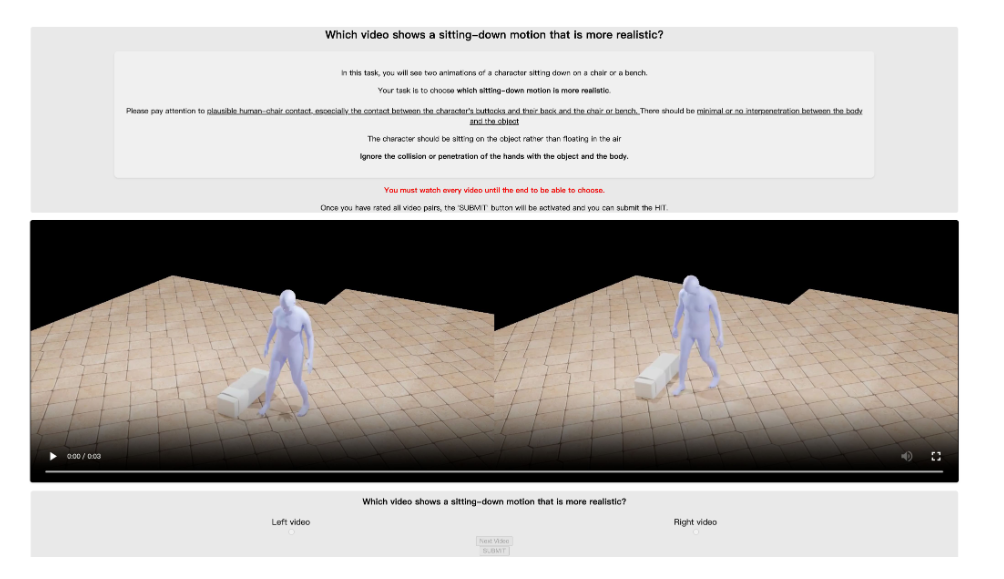 Which video shows a sitting-down motion that is more realistic?
In this task, you will see two animations of a character sitting down on a chair or a bench.
Your task is to choose which sitting-down motion is more realistic.
Please pay attention to plausible human-chair contact, especially the contact between the character's buttocks and their back and the chair or bench. There should be minimal or no interpenetration between the body
and the object
The character should be sitting on the object rather than floating in the air
Ignore the collision or penetration of the hands with the object and the body.
You must watch every video until the end to be able to choose.
Once you have rated all video pairs, the 'SUBMIT' button will be activated and you can submit the HIT.
0:00 / 0:03
Which video shows a sitting-down motion that is more realistic?
Left video Right video
Next Video
SUBMIT